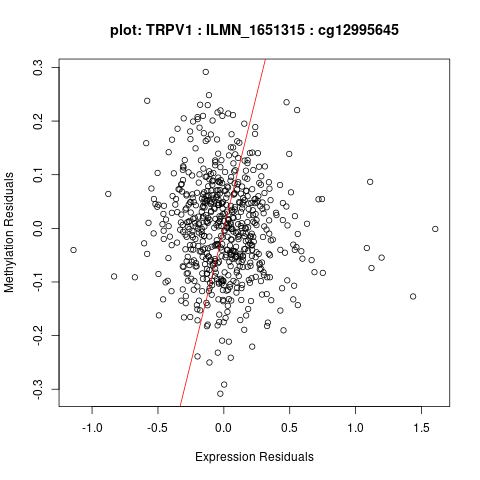 plot: TRPV1 : ILMN_1651315 : cg12995645
Methylation Residuals
0.3
0.2
0.1
0.0
-0.1
-0.2
-0.3
-1.0 -0.5 0.0 0.5 1.0 1.5
Expression Residuals